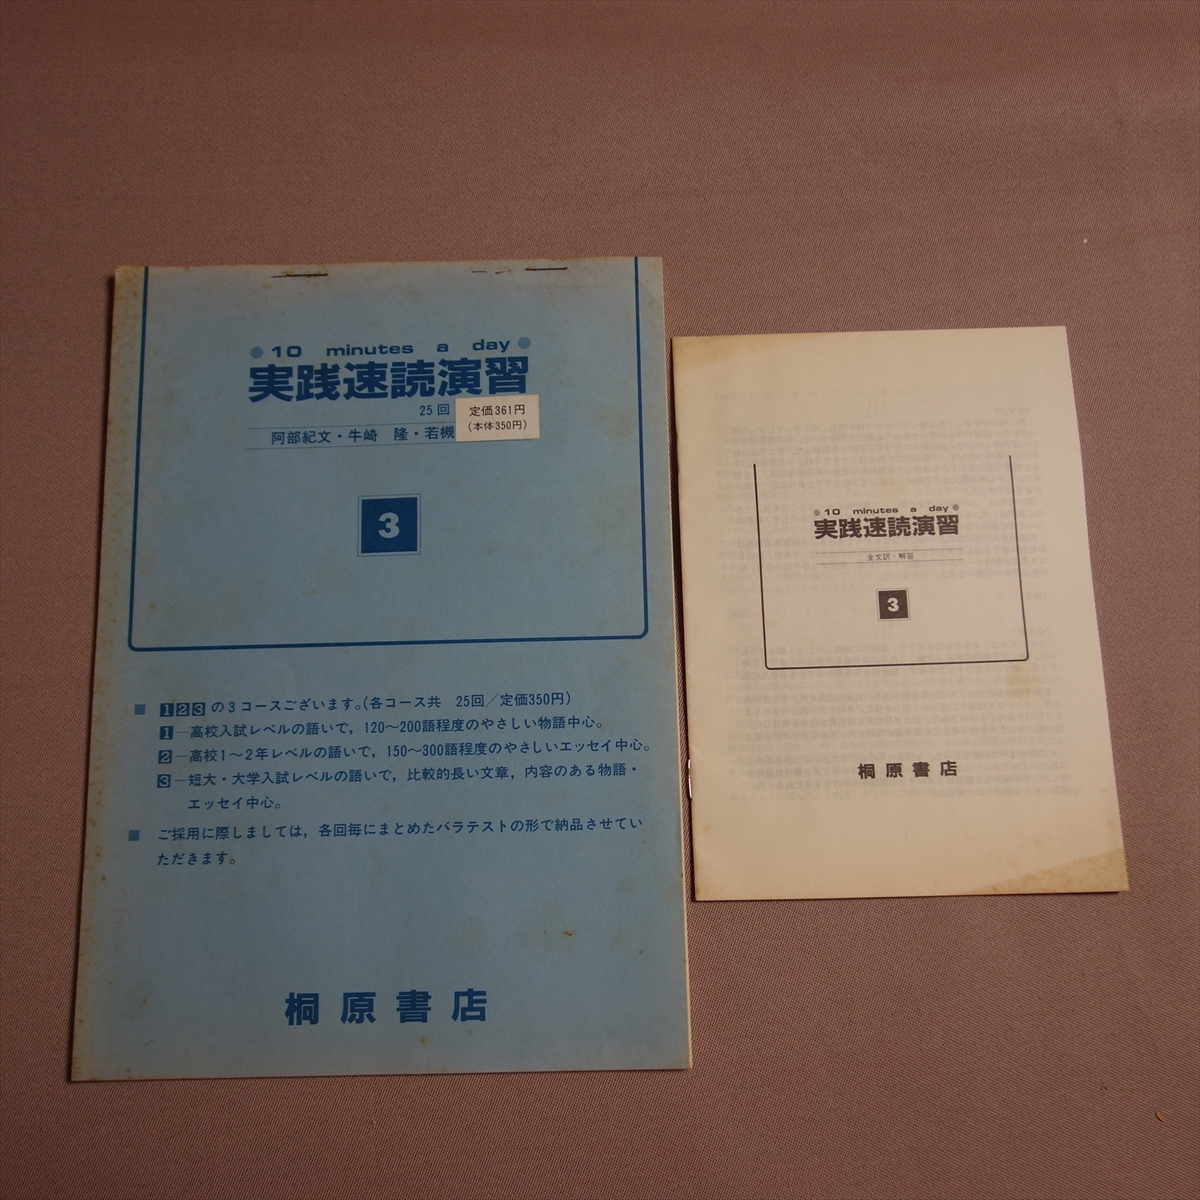 10 minutes a day
実践速読演習
25回
定価361円
(本体350円)
阿部紀文・牛崎 隆・若槻
3
■ 1 2 3 の3コースございます。(各コース共 25回/定価350円)
1―高校入試レベルの語いで，120～200語程度のやさしい物語中心。
2―高校1～2年レベルの語いで，150～300語程度のやさしいエッセイ中心。
3―短大・大学入試レベルの語いで，比較的長い文章，内容のある物語・
エッセイ中心。
■ ご採用に際しましては，各回毎にまとめたバラテストの形で納品させてい
ただきます。
桐原書店
10 minutes a day
実践速読演習
全文訳・解答
3
桐原書店